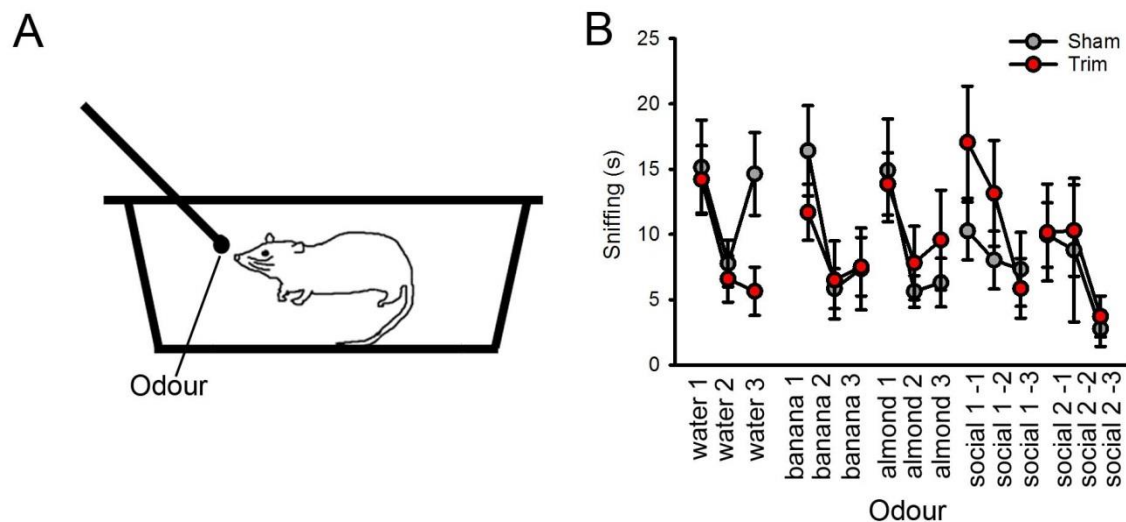 A
Odour
B
Sham
Trim
25
20
15
10
5
0
Sniffing (s)
water 1
water 2
water 3
banana 1
banana 2
banana 3
almond 1
almond 2
almond 3
social 1 -1
social 1 -2
social 1 -3
social 2 -1
social 2 -2
social 2 -3
Odour